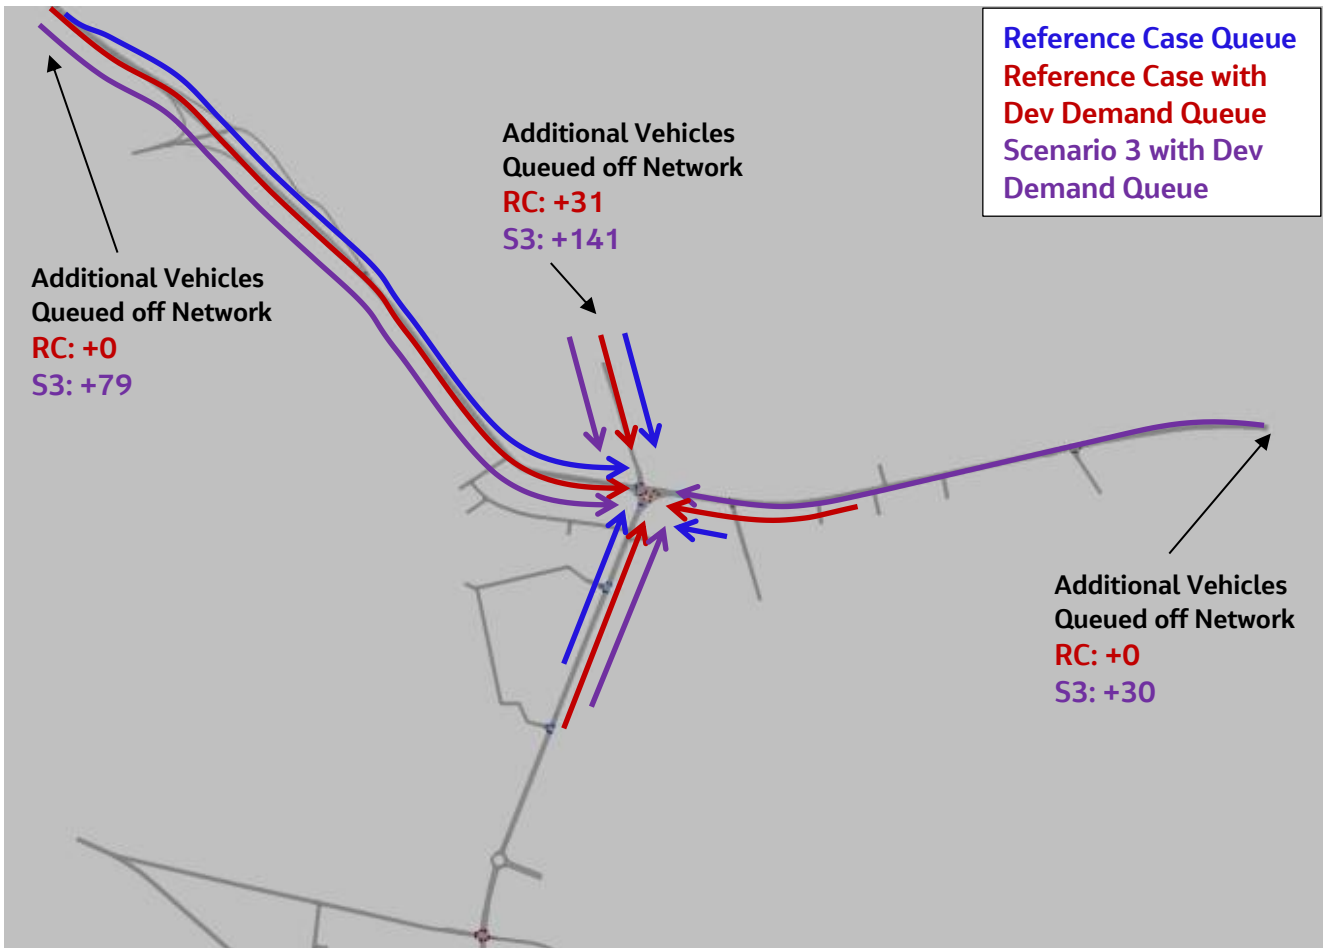 Reference Case Queue
Reference Case with
Dev Demand Queue
Scenario 3 with Dev
Demand Queue
Additional Vehicles
Queued off Network
RC: +31
S3: +141
Additional Vehicles
Queued off Network
RC: +0
S3: +79
Additional Vehicles
Queued off Network
RC: +0
S3: +30